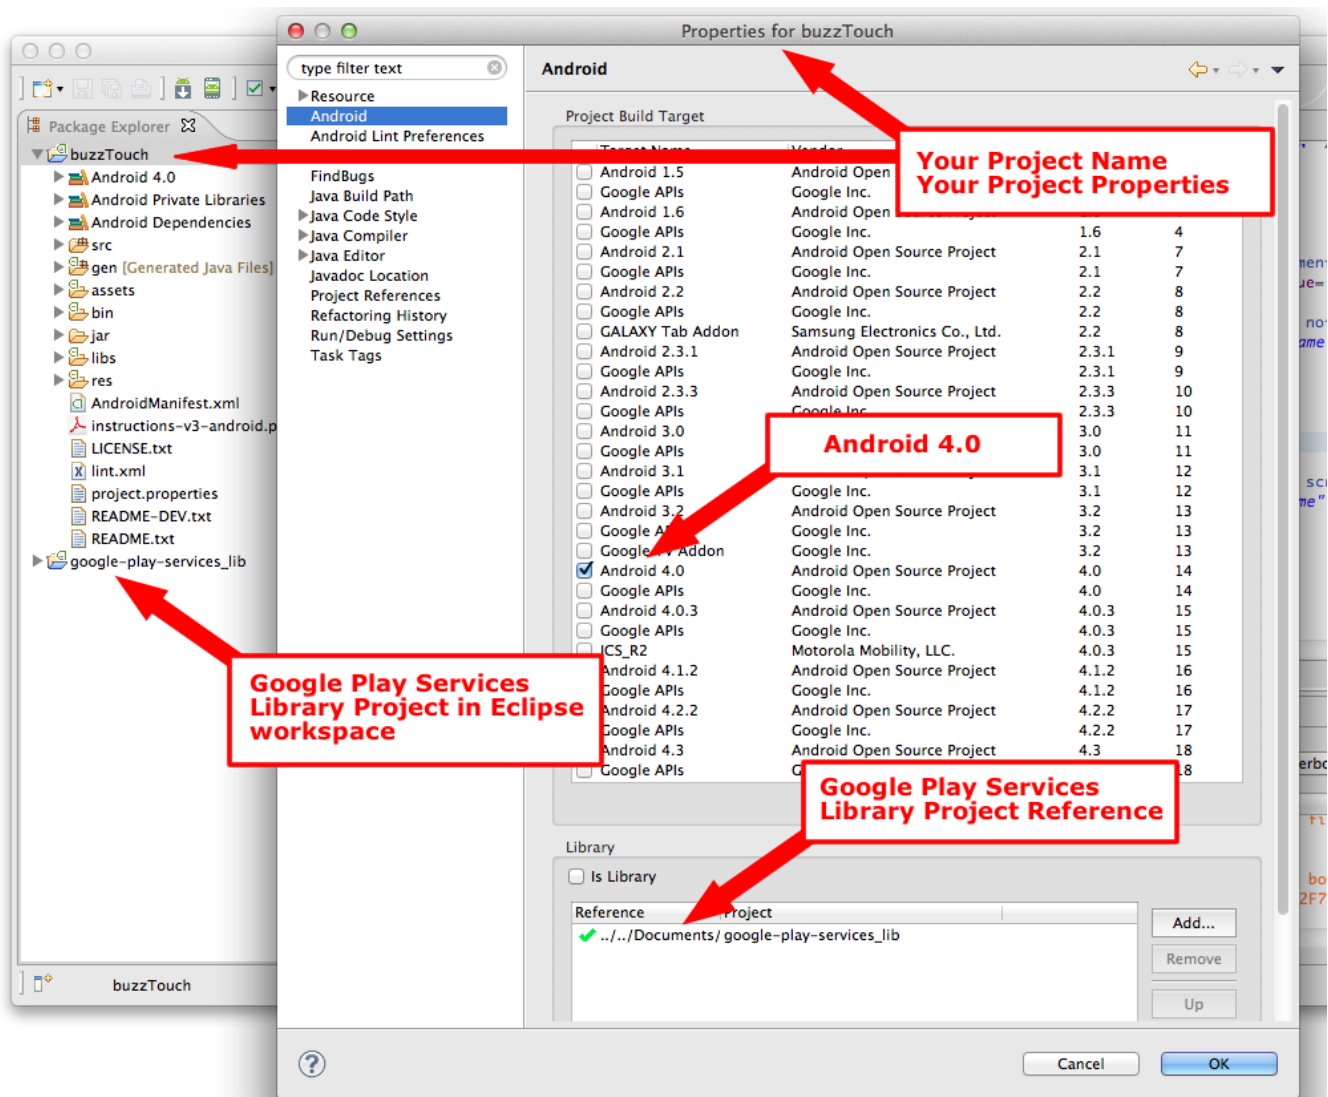 Properties for buzzTouch
type filter text
Resource
Android
Android Lint Preferences
FindBugs
Java Build Path
Java Code Style
Java Compiler
Java Editor
Javadoc Location
Project References
Refactoring History
Run/Debug Settings
Task Tags
Package Explorer
buzzTouch
Android 4.0
Android Private Libraries
Android Dependencies
src
gen [Generated Java Files]
assets
bin
jar
libs
res
AndroidManifest.xml
instructions-v3-android.p
LICENSE.txt
lint.xml
project.properties
README-DEV.txt
README.txt
google-play-services_lib
Google Play Services
Library Project in Eclipse
workspace
buzzTouch
Android
Project Build Target
Your Project Name
Your Project Properties
Target Name Vendor
Android 1.5 Android Open
Google APIs Google Inc.
Android 1.6 Android Open Source Project
Google APIs Google Inc. 1.6 4
Android 2.1 Android Open Source Project 2.1 7
Google APIs Google Inc. 2.1 7
Android 2.2 Android Open Source Project 2.2 8
Google APIs Google Inc. 2.2 8
GALAXY Tab Addon Samsung Electronics Co., Ltd. 2.2 8
Android 2.3.1 Android Open Source Project 2.3.1 9
Google APIs Google Inc. 2.3.1 9
Android 2.3.3 Android Open Source Project 2.3.3 10
Google APIs Google Inc. 2.3.3 10
Android 3.0 3.0 11
Google APIs 3.0 11
Android 3.1 3.1 12
Google APIs Google Inc. 3.1 12
Android 3.2 Android Open Source Project 3.2 13
Google APIs Google Inc. 3.2 13
Google TV Addon Google Inc. 3.2 13
Android 4.0 Android Open Source Project 4.0 14
Google APIs Google Inc. 4.0 14
Android 4.0.3 Android Open Source Project 4.0.3 15
Google APIs Google Inc. 4.0.3 15
ICS_R2 Motorola Mobility, LLC. 4.0.3 15
Android 4.1.2 Android Open Source Project 4.1.2 16
Google APIs Google Inc. 4.1.2 16
Android 4.2.2 Android Open Source Project 4.2.2 17
Google APIs Google Inc. 4.2.2 17
Android 4.3 Android Open Source Project 4.3 18
Google APIs 18
Android 4.0
Google Play Services
Library Project Reference
Library
Is Library
Reference Project
../../Documents/ google-play-services_lib
Add...
Remove
Up
Cancel
OK